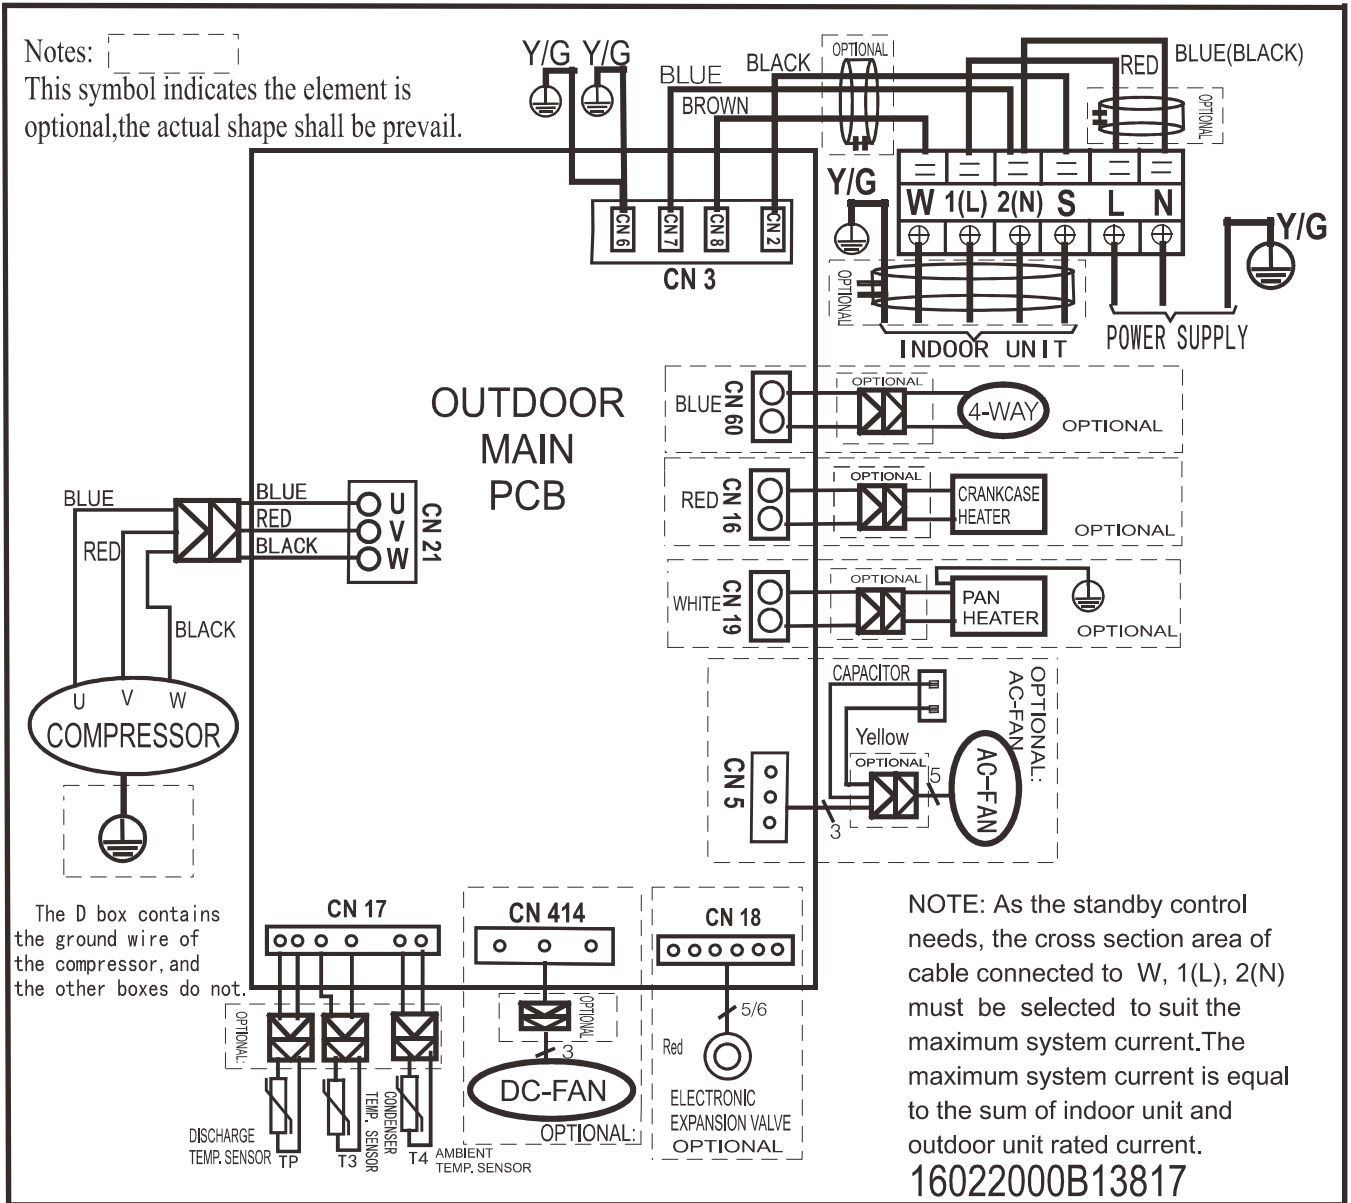 Notes:
This symbol indicates the element is
optional,the actual shape shall be prevail.
Y/G Y/G
BLUE
BROWN
BLACK
OPTIONAL
RED
BLUE(BLACK)
OPTIONAL
Y/G
W 1(L) 2(N) S L N
Y/G
CN 6
CN 7
CN 8
CN 2
CN 3
OPTIONAL
INDOOR UNIT
POWER SUPPLY
OUTDOOR
MAIN
PCB
BLUE
CN 60
OPTIONAL
4-WAY
OPTIONAL
RED
CN 16
OPTIONAL
CRANKCASE
HEATER
OPTIONAL
WHITE
CN 19
OPTIONAL
PAN
HEATER
OPTIONAL
BLUE
RED
BLACK
BLUE
RED
BLACK
U
V
W
CN 21
U V W
COMPRESSOR
CAPACITOR
OPTIONAL:
AC-FAN
Yellow
OPTIONAL
CN 5
3
5
AC-FAN
The D box contains
the ground wire of
the compressor,and
the other boxes do not.
CN 17
OPTIONAL:
DISCHARGE
TEMP. SENSOR
TP
T3
CONDENSER
TEMP. SENSOR
T4
AMBIENT
TEMP. SENSOR
CN 414
OPTIONAL
3
DC-FAN
OPTIONAL:
CN 18
5/6
Red
ELECTRONIC
EXPANSION VALVE
OPTIONAL
NOTE: As the standby control
needs, the cross section area of
cable connected to W, 1(L), 2(N)
must be selected to suit the
maximum system current.The
maximum system current is equal
to the sum of indoor unit and
outdoor unit rated current.
16022000B13817